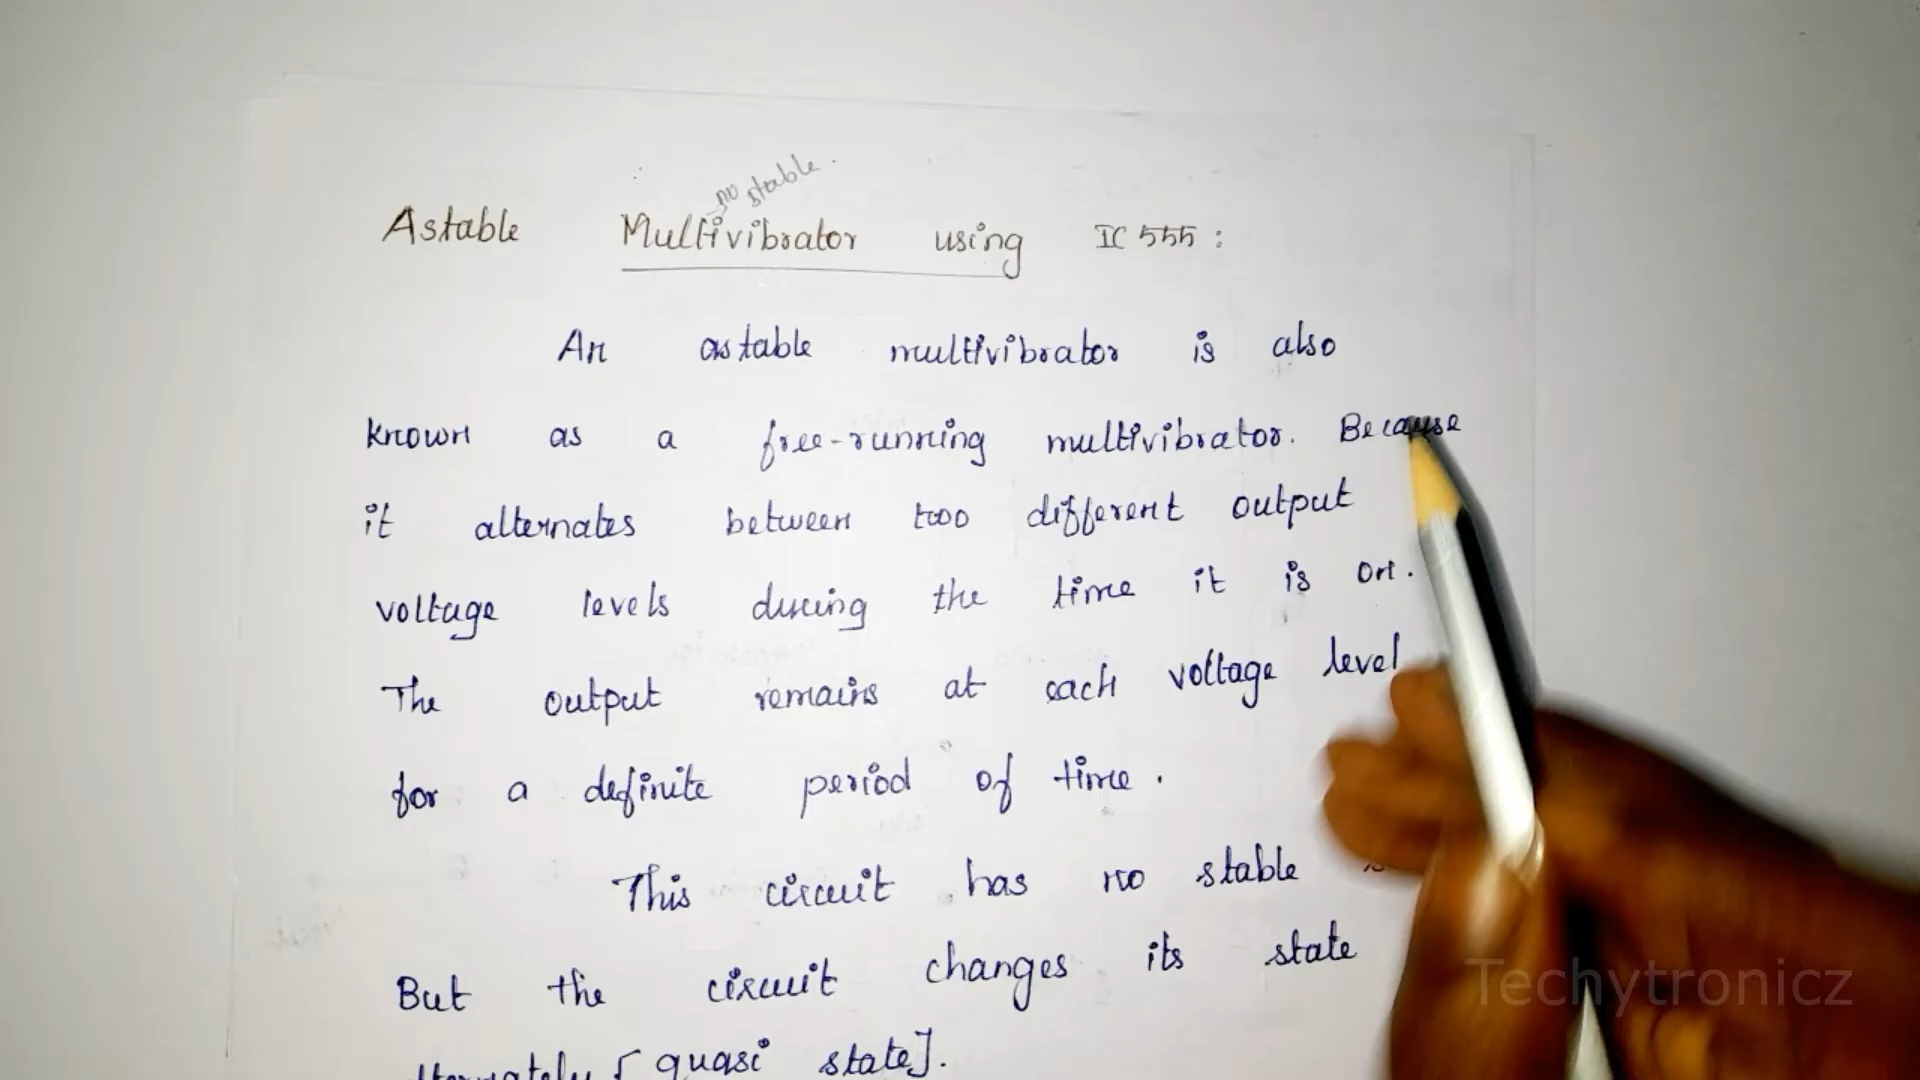 no stable.
Astable Multivibrator using IC 555 :
An astable multivibrator is also
known as a free-running multivibrator. Because
it alternates between two different output
voltage levels during the time it is on.
The output remains at each voltage level
for a definite period of time.
This circuit has no stable
But the circuit changes its state
[quasi state].
Techytronicz